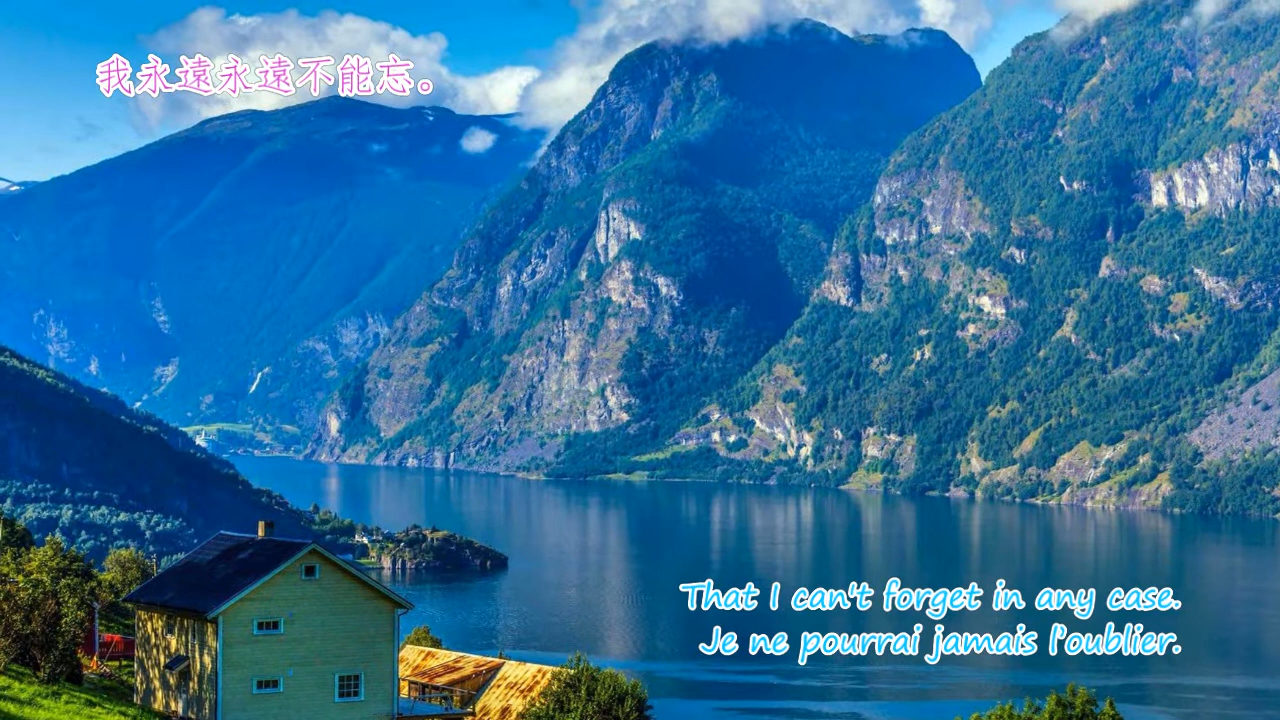 我永遠永遠不能忘。
That I can't forget in any case.
Je ne pourrai jamais l'oublier.